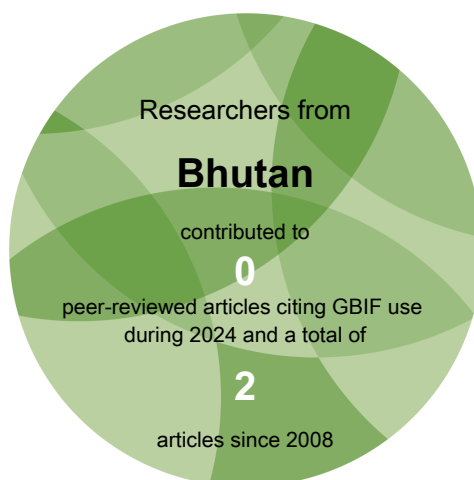 Researchers from
Bhutan
contributed to
0
peer-reviewed articles citing GBIF use
during 2024 and a total of
2
articles since 2008